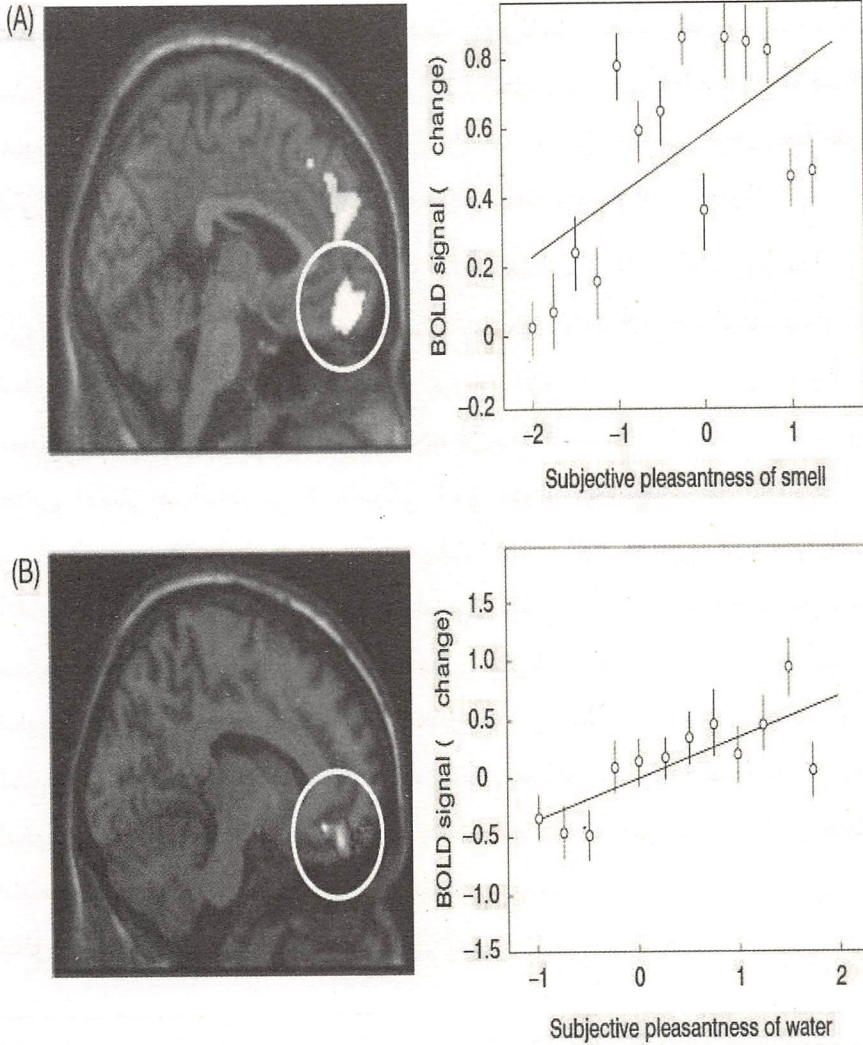 (A)
BOLD signal ( change)
0.8
0.6
0.4
0.2
0
-0.2
-2 -1 0 1
Subjective pleasantness of smell
(B)
BOLD signal ( change)
1.5
1.0
0.5
0
-0.5
-1.0
-1.5
-1 0 1 2
Subjective pleasantness of water